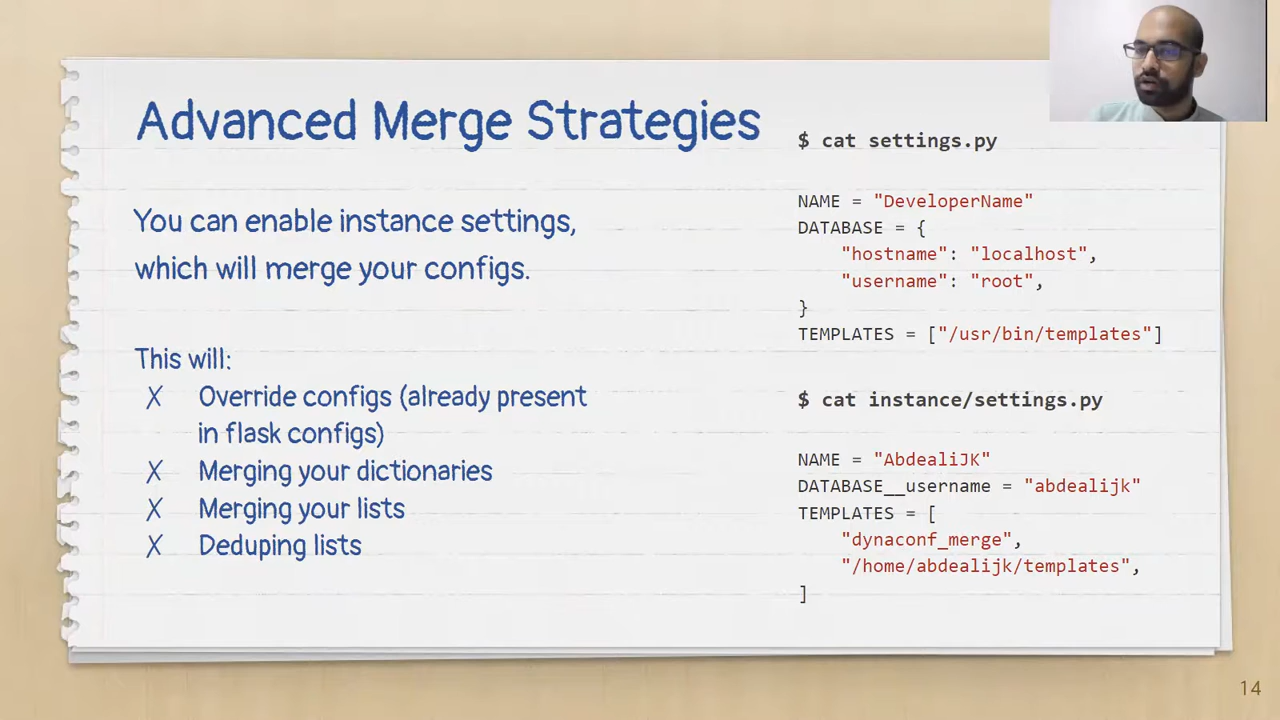 Advanced Merge Strategies
You can enable instance settings,
which will merge your configs.
This will:
X Override configs (already present
in flask configs)
X Merging your dictionaries
X Merging your lists
X Deduping lists
$ cat settings.py
NAME = "DeveloperName"
DATABASE = {
"hostname": "localhost",
"username": "root",
}
TEMPLATES = ["/usr/bin/templates"]
$ cat instance/settings.py
NAME = "AbdealiJK"
DATABASE__username = "abdealijk"
TEMPLATES = [
"dynaconf_merge",
"/home/abdealijk/templates",
]
14